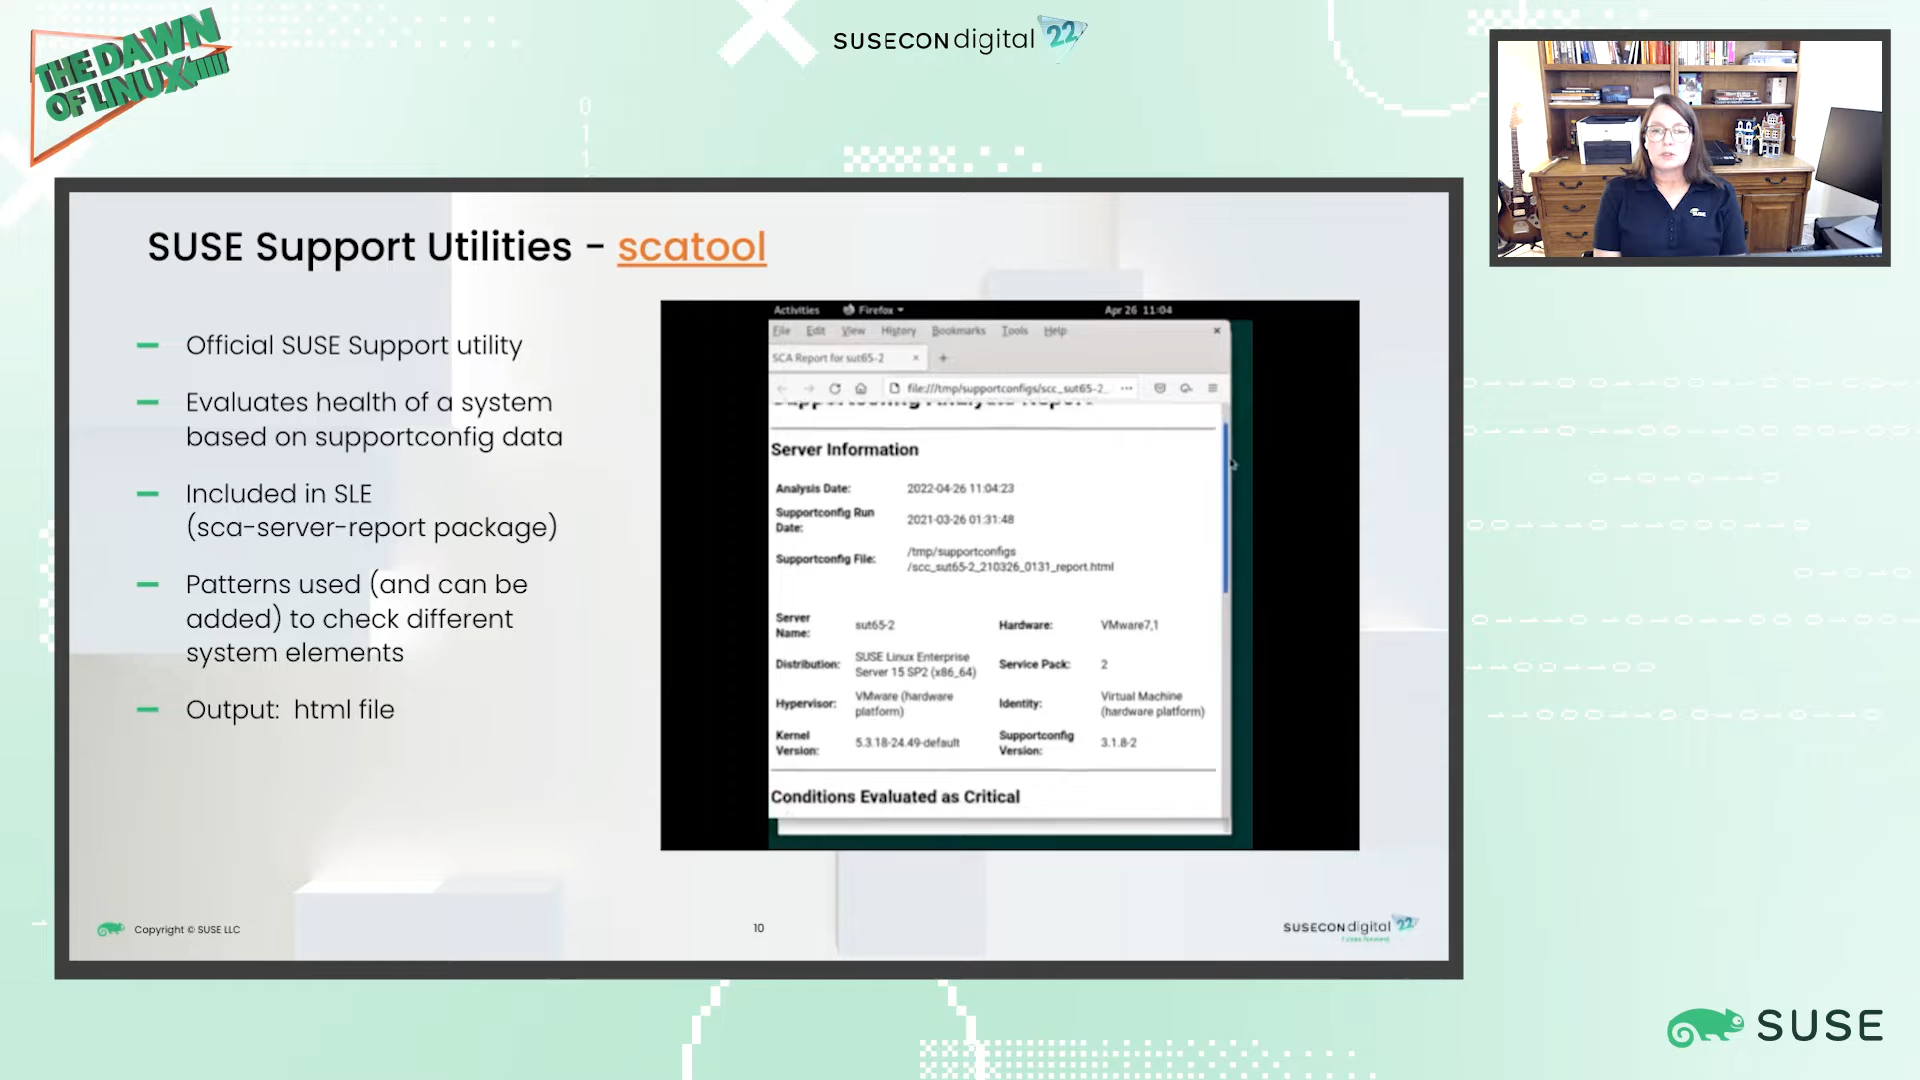 THE DAWN
OF LINUX
SUSECON digital 22
SUSE Support Utilities - scatool
Official SUSE Support utility
Evaluates health of a system
based on supportconfig data
Included in SLE
(sca-server-report package)
Patterns used (and can be
added) to check different
system elements
Output: html file
Activities Firefox Apr 26 11:04
File Edit View History Bookmarks Tools Help
SCA Report for sut65-2
file:///tmp/supportconfigs/scc_sut65-2_
Supportconfig Analysis Report
Server Information
Analysis Date: 2022-04-26 11:04:23
Supportconfig Run
Date: 2021-03-26 01:31:48
Supportconfig File: /tmp/supportconfigs
/scc_sut65-2_210326_0131_report.html
Server
Name: sut65-2 Hardware: VMware7,1
Distribution: SUSE Linux Enterprise
Server 15 SP2 (x86_64) Service Pack: 2
Hypervisor: VMware (hardware
platform) Identity: Virtual Machine
(hardware platform)
Kernel
Version: 5.3.18-24.49-default Supportconfig
Version: 3.1.8-2
Conditions Evaluated as Critical
Copyright © SUSE LLC
10
SUSECON digital 22
SUSE